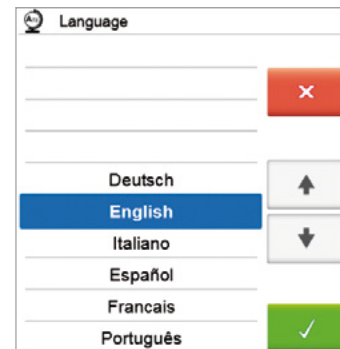 Language
Deutsch
English
Italiano
Español
Francais
Português